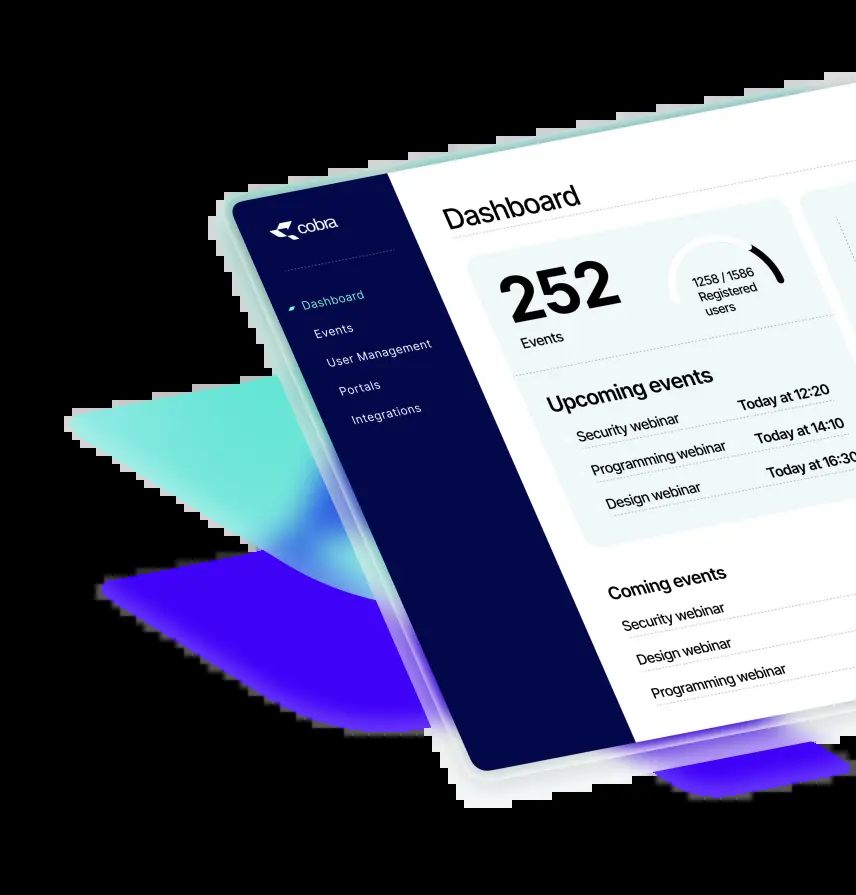 cobra
Dashboard
Events
User Management
Portals
Integrations
Dashboard
252
Events
1258 / 1586
Registered
users
Upcoming events
Security webinar Today at 12:20
Programming webinar Today at 14:10
Design webinar Today at 16:30
Coming events
Security webinar
Design webinar
Programming webinar